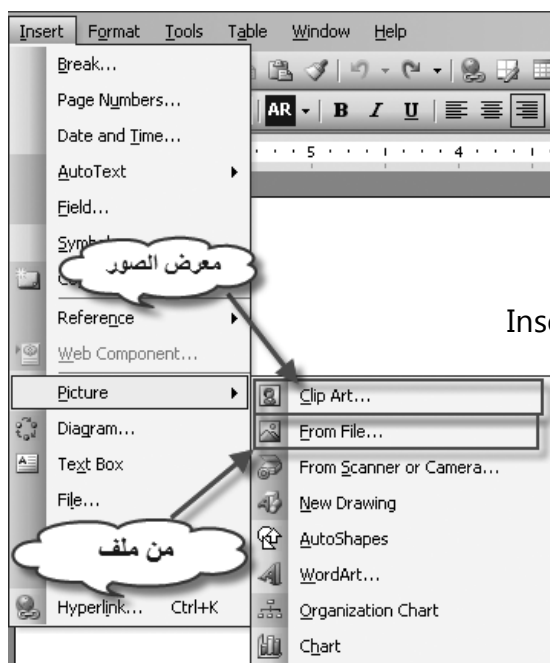 Insert Format Tools Table Window Help
Break...
Page Numbers...
AR B I U
Date and Time...
5 4
AutoText
Field...
معرض الصور
Reference
Web Component...
Picture
Clip Art...
Diagram...
From File...
Text Box
From Scanner or Camera...
File...
New Drawing
من ملف
AutoShapes
WordArt...
Hyperlink... Ctrl+K
Organization Chart
Chart